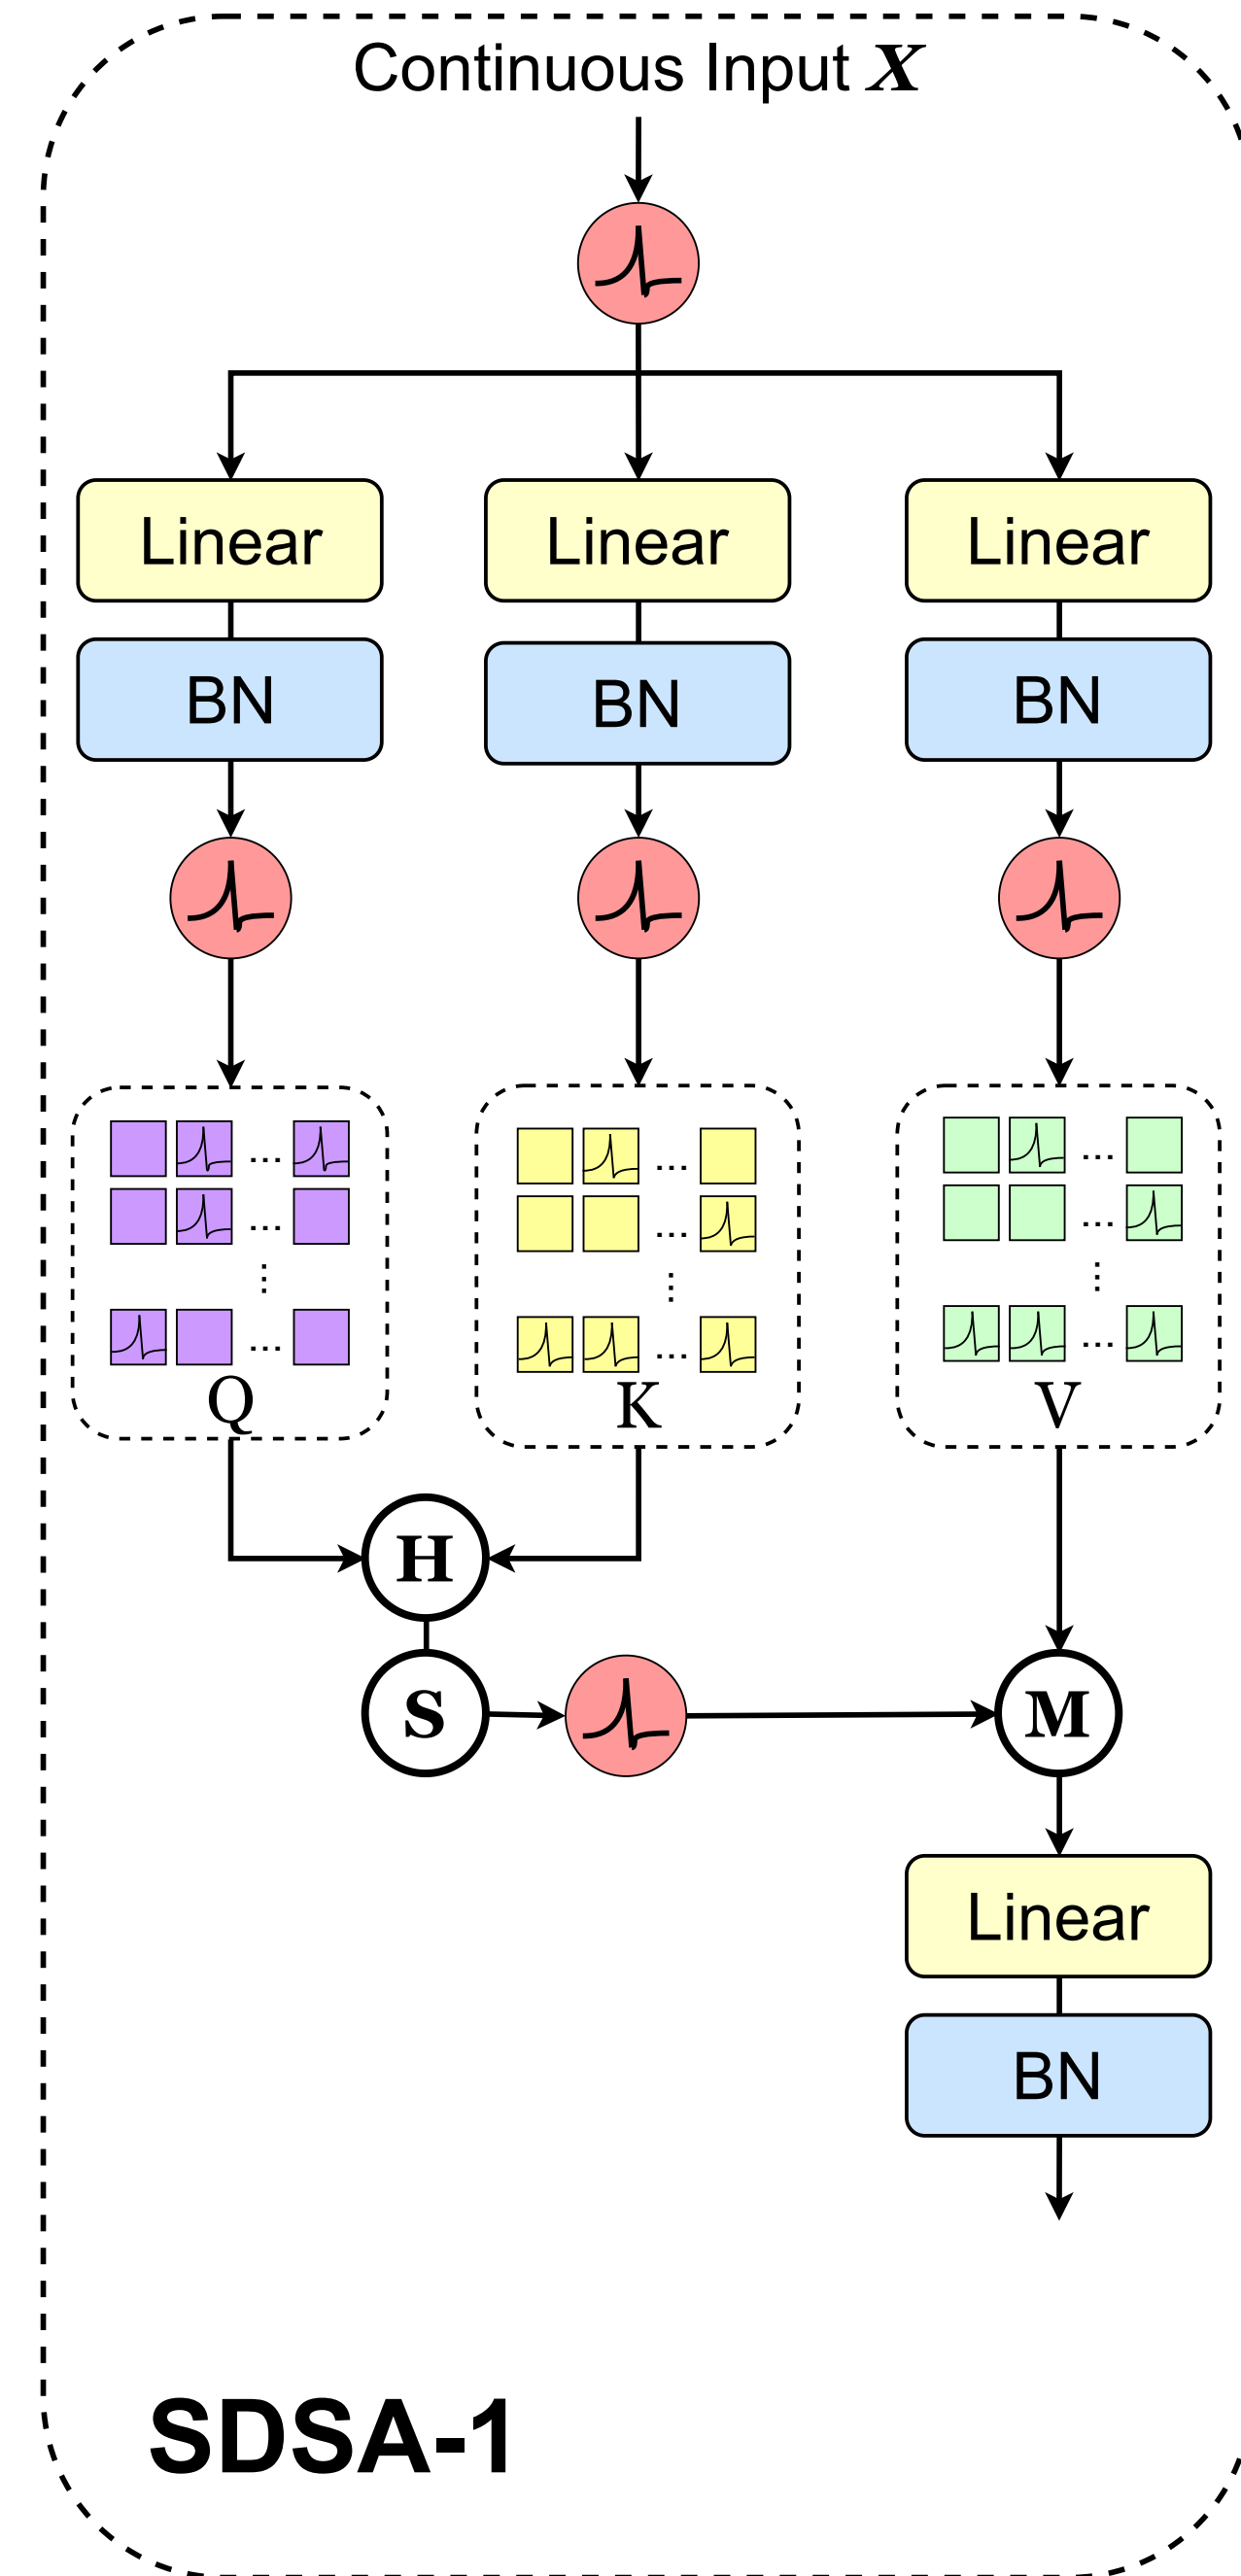 Continuous Input X
Linear Linear Linear
BN BN BN
... ... ...
... ... ...
... ... ...
... ... ...
Q K V
H
S M
Linear
BN
SDSA-1